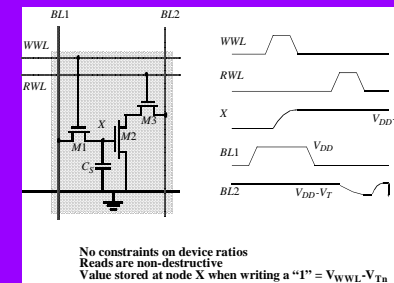 BL1 BL2
WWL
RWL
X M3
M1 M2
CS
WWL
RWL
X
VDD-
BL1 VDD
BL2 VDD-VT
No constraints on device ratios
Reads are non-destructive
Value stored at node X when writing a “1” = VWWL-VTn